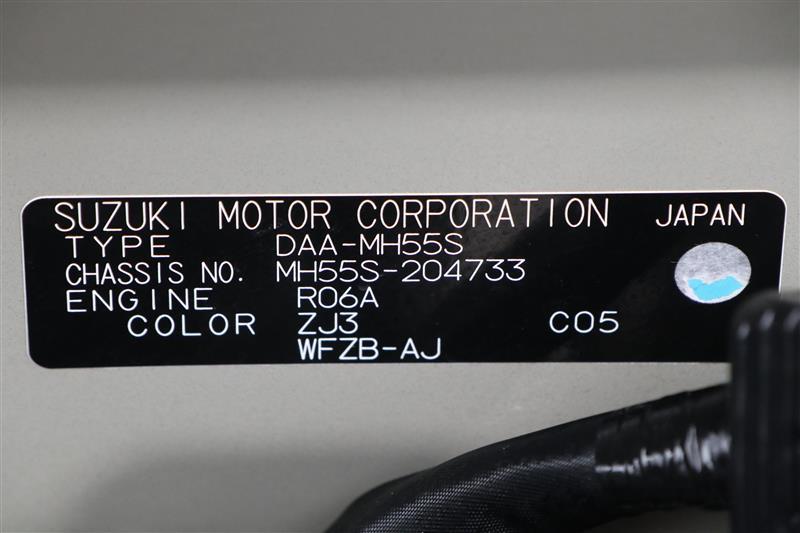 SUZUKI MOTOR CORPORATION JAPAN
TYPE DAA-MH55S
CHASSIS NO. MH55S-204733
ENGINE R06A
COLOR ZJ3 C05
WFZB-AJ